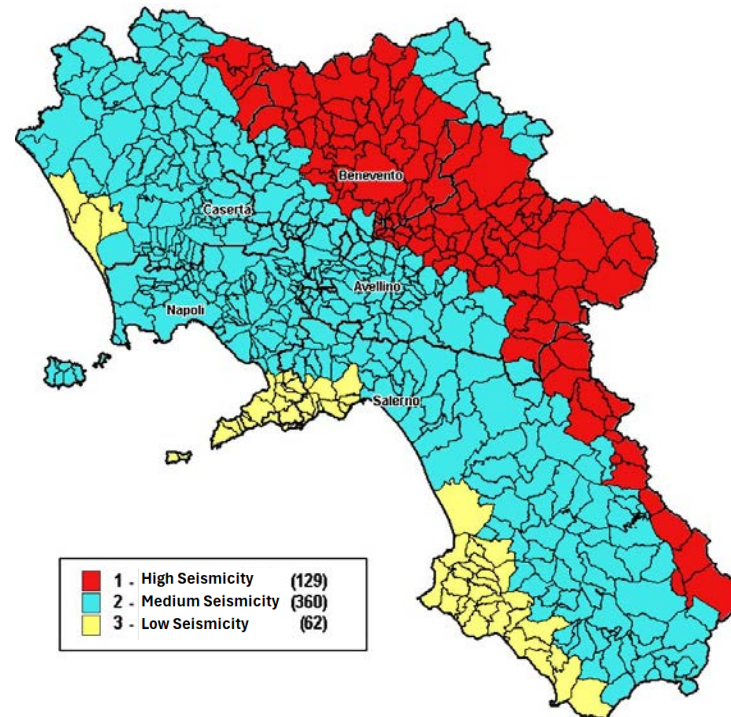 Benevento
Caserta
Avellino
Napoli
Salerno
1 - High Seismicity (129)
2 - Medium Seismicity (360)
3 - Low Seismicity (62)